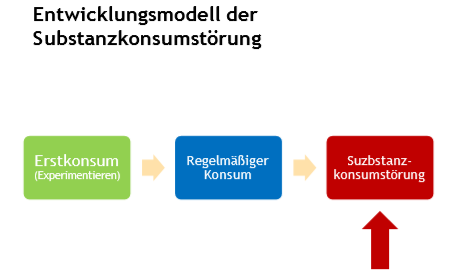 Entwicklungsmodell der
Substanzkonsumstörung
Erstkonsum
(Experimentieren)
Regelmäßiger
Konsum
Suzbstanz-
konsumstörung